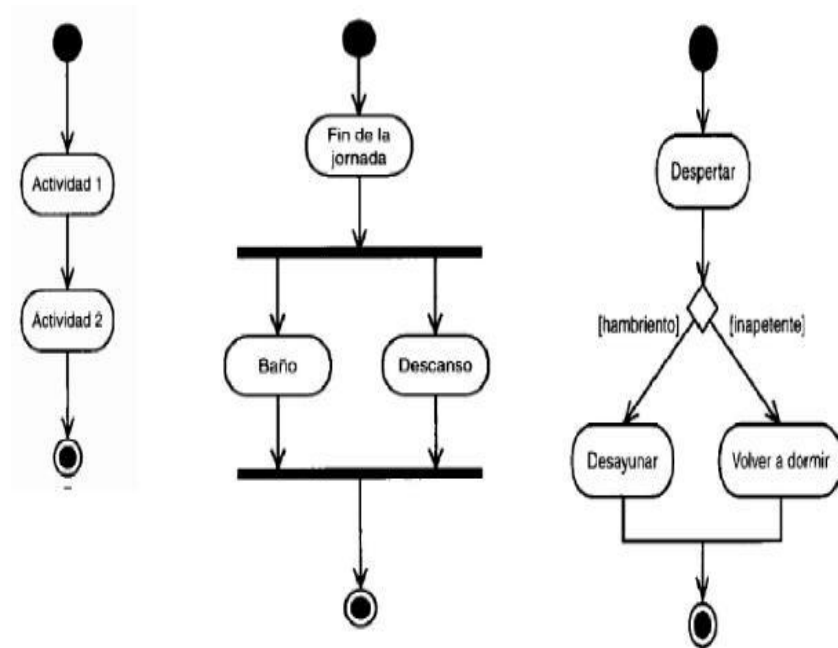 Actividad 1
Actividad 2
Fin de la
jornada
Baño
Descanso
Despertar
[hambriento]
[inapetente]
Desayunar
Volver a dormir